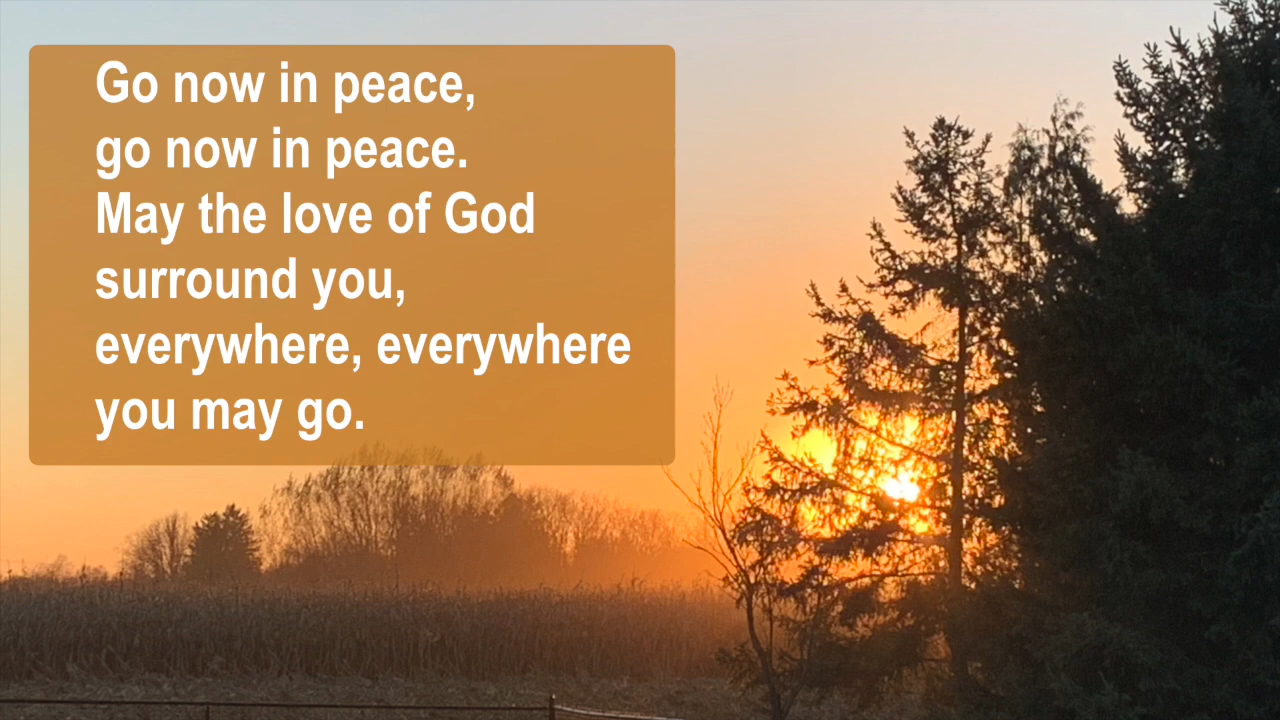 Go now in peace,
go now in peace.
May the love of God
surround you,
everywhere, everywhere
you may go.